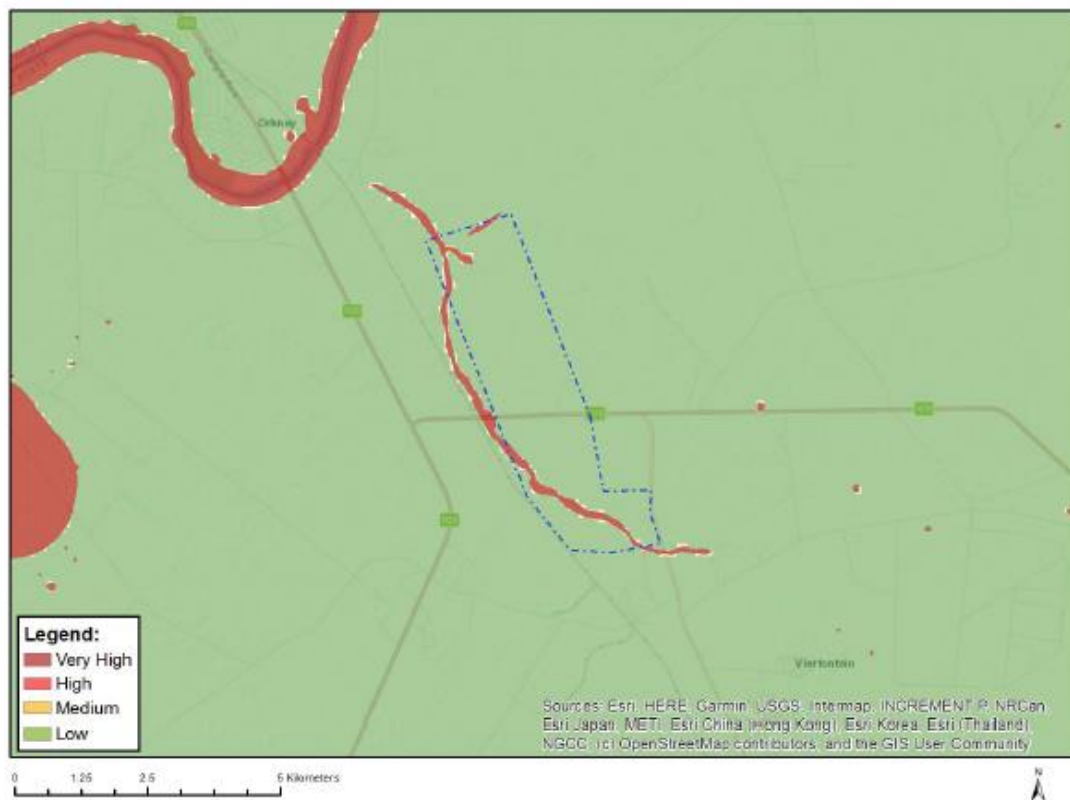 Orkney
Vierfontein
Legend:
Very High
High
Medium
Low
Sources: Esri, HERE, Garmin, USGS, Intermap, INCREMENT P, NRCan,
Esri Japan, METI, Esri China (Hong Kong), Esri Korea, Esri (Thailand),
NGCC, (c) OpenStreetMap contributors, and the GIS User Community
0 1.25 2.5 5 Kilometers
N